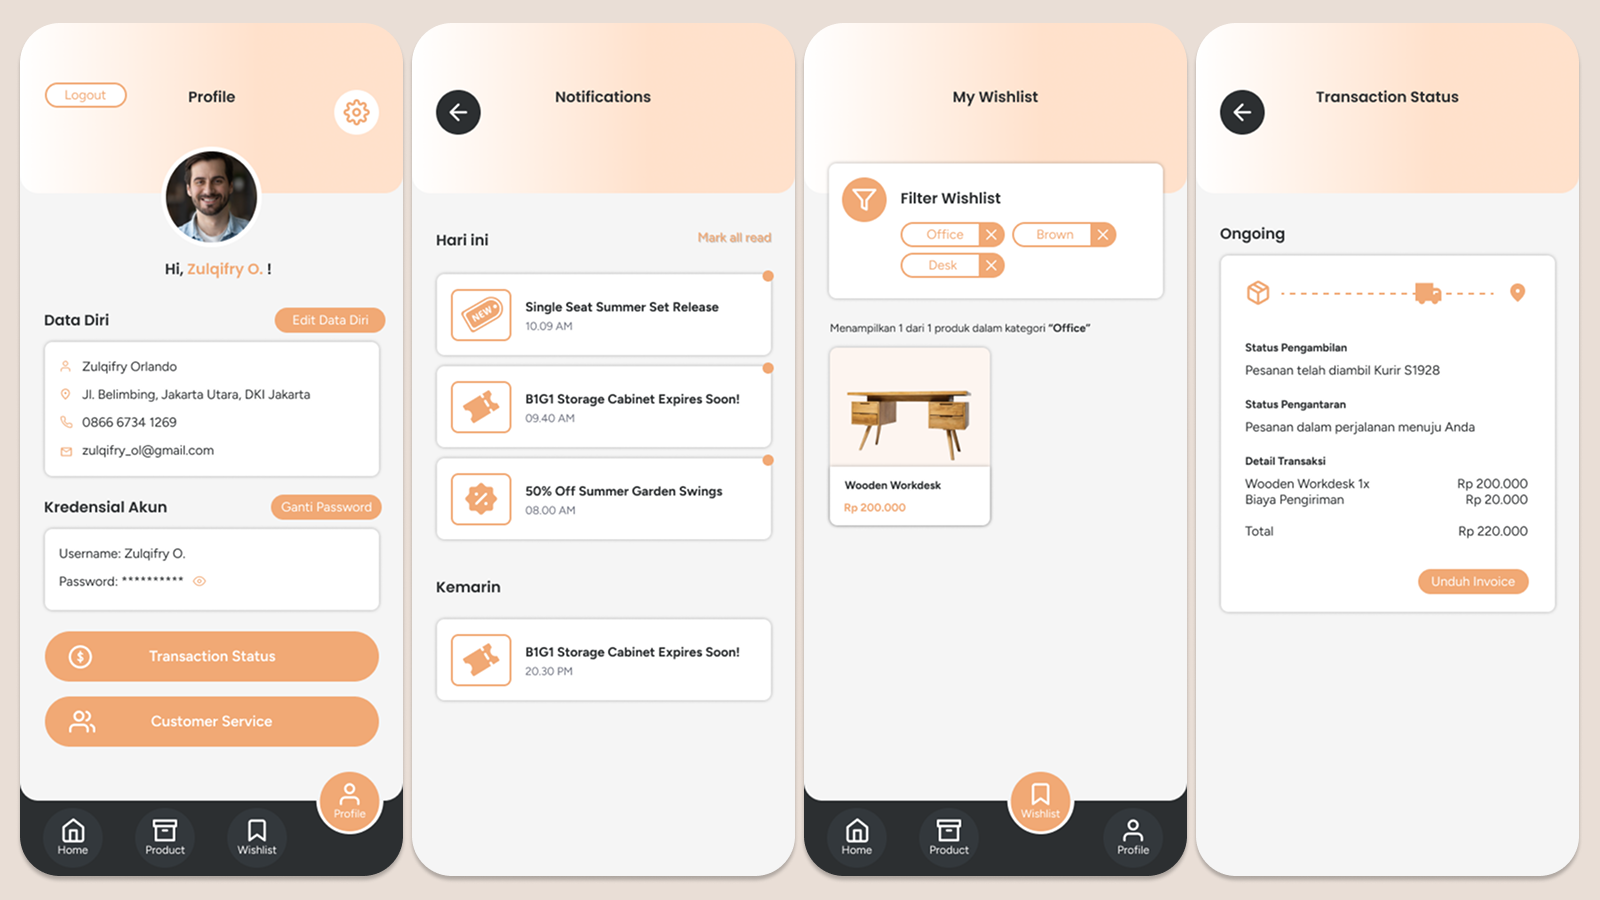 Logout
Profile
Hi, Zulqifry O. !
Data Diri
Edit Data Diri
Zulqifry Orlando
Jl. Belimbing, Jakarta Utara, DKI Jakarta
0866 6734 1269
zulqifry_ol@gmail.com
Kredensial Akun
Ganti Password
Username: Zulqifry O.
Password: **********
$
Transaction Status
Customer Service
Home
Product
Wishlist
Profile
Notifications
Hari ini
Mark all read
NEW
Single Seat Summer Set Release
10.09 AM
B1G1 Storage Cabinet Expires Soon!
09.40 AM
%
50% Off Summer Garden Swings
08.00 AM
Kemarin
B1G1 Storage Cabinet Expires Soon!
20.30 PM
My Wishlist
Filter Wishlist
Office
Brown
Desk
Menampilkan 1 dari 1 produk dalam kategori “Office”
Wooden Workdesk
Rp 200.000
Home
Product
Wishlist
Profile
Transaction Status
Ongoing
Status Pengambilan
Pesanan telah diambil Kurir S1928
Status Pengantaran
Pesanan dalam perjalanan menuju Anda
Detail Transaksi
Wooden Workdesk 1x Rp 200.000
Biaya Pengiriman Rp 20.000
Total Rp 220.000
Unduh Invoice